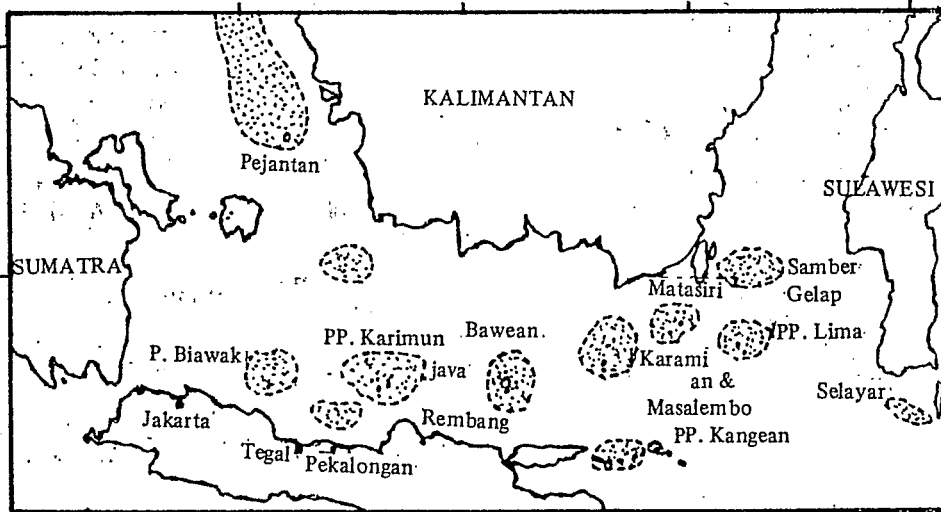 KALIMANTAN
Pejantan
SULAWESI
SUMATRA
Samber
Gelap
Matasiri
PP. Karimun
java
Bawean
PP. Lima
P. Biawak
Karami
an &
Masalembo
Selayar
Jakarta
Rembang
PP. Kangean
Tegal
Pekalongan